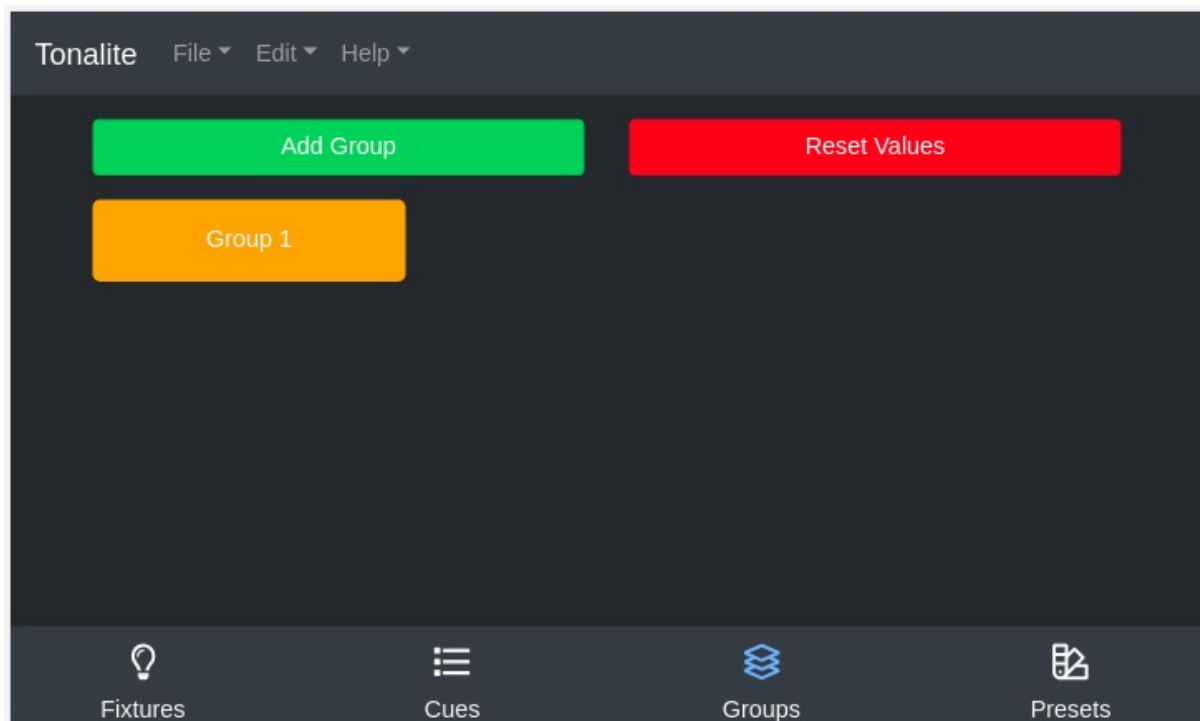 Tonalite File Edit Help
Add Group Reset Values
Group 1
Fixtures Cues Groups Presets